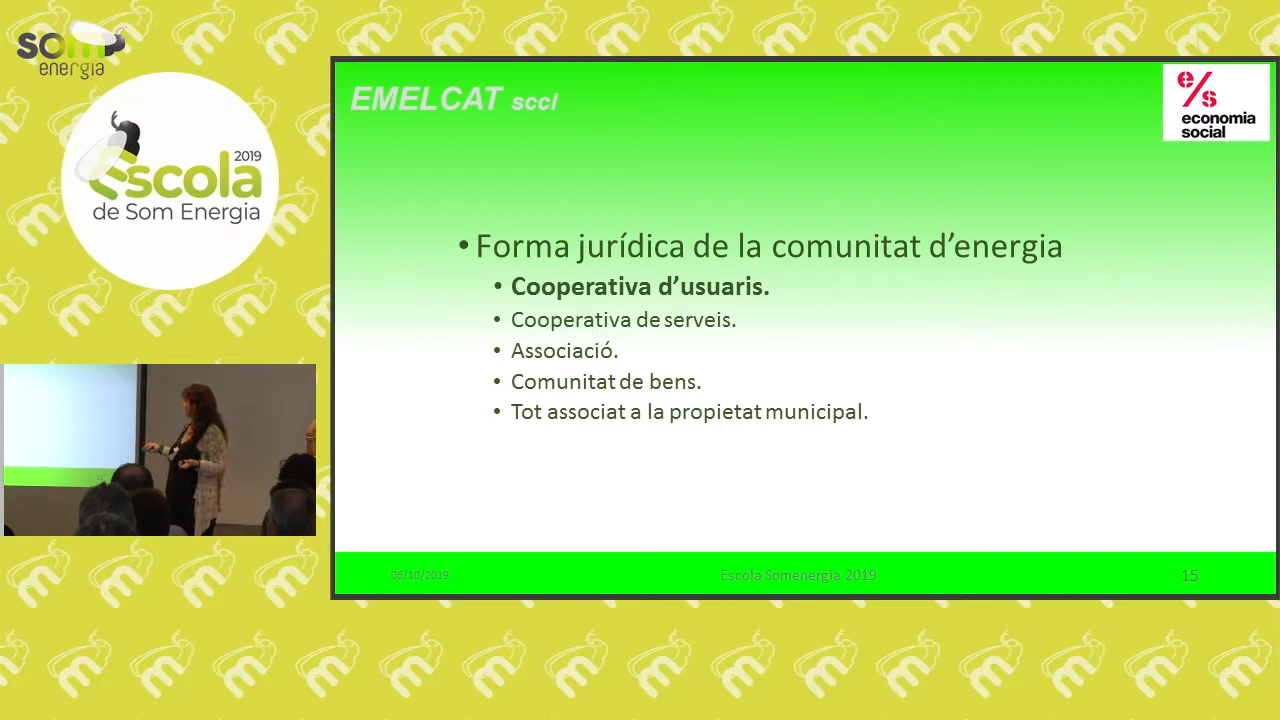 som
energia
2019
Escola
de Som Energia
EMELCAT sccl
e/s
economia
social
• Forma jurídica de la comunitat d’energia
• Cooperativa d’usuaris.
• Cooperativa de serveis.
• Associació.
• Comunitat de bens.
• Tot associat a la propietat municipal.
05/10/2019
Escola Somenergia 2019
15